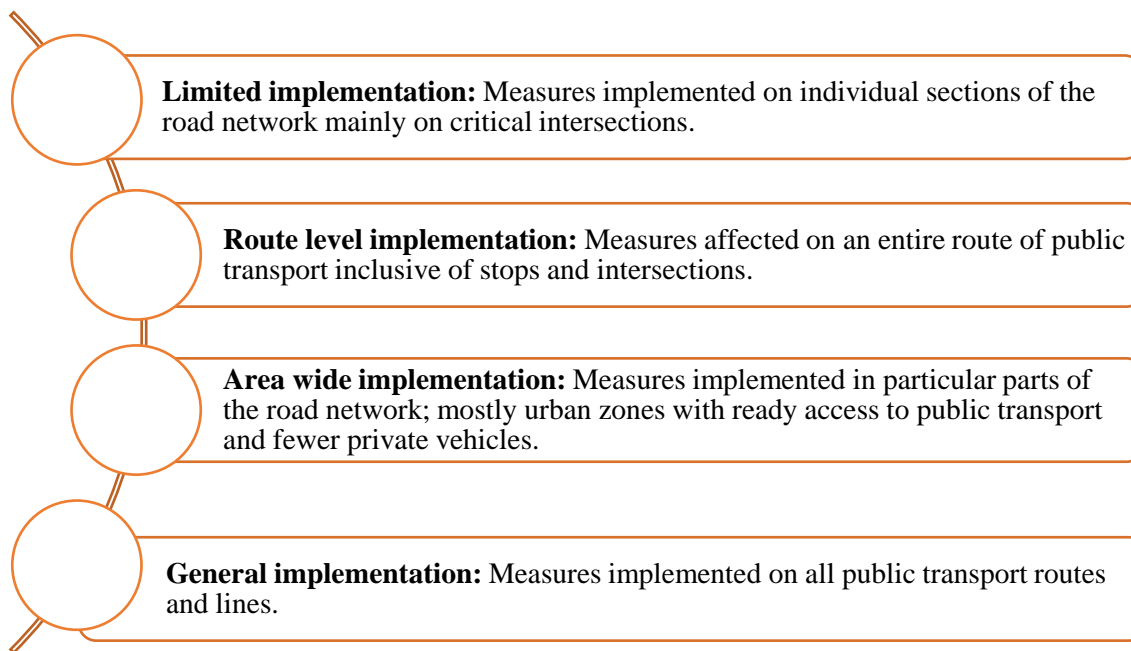 Limited implementation: Measures implemented on individual sections of the
road network mainly on critical intersections.
Route level implementation: Measures affected on an entire route of public
transport inclusive of stops and intersections.
Area wide implementation: Measures implemented in particular parts of
the road network; mostly urban zones with ready access to public transport
and fewer private vehicles.
General implementation: Measures implemented on all public transport routes
and lines.